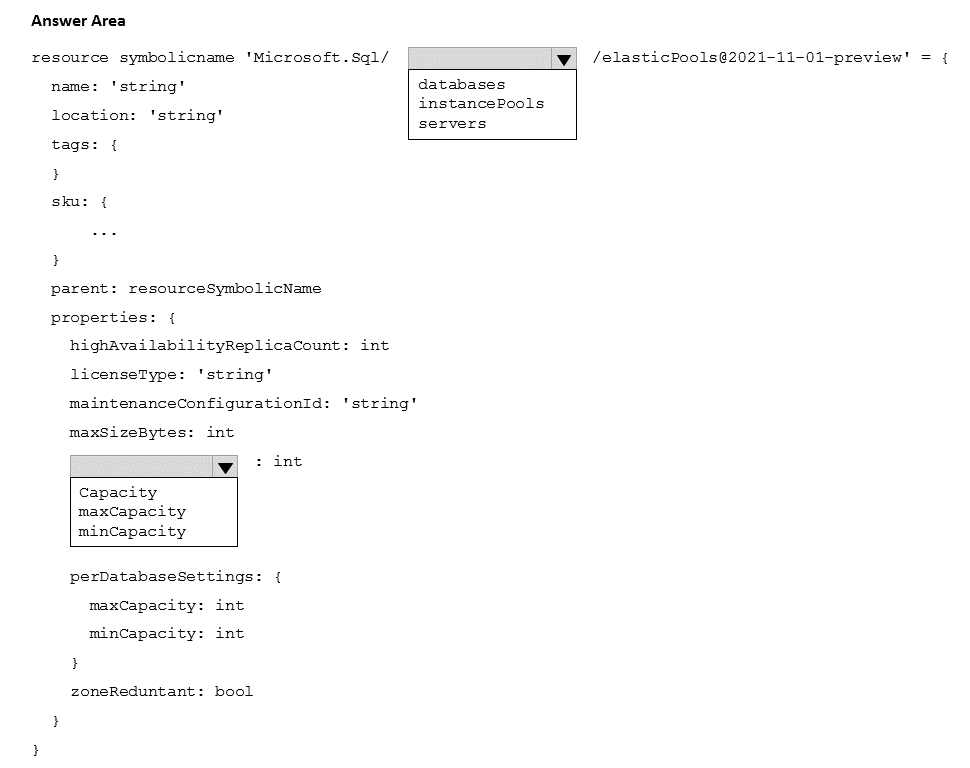 Answer Area
resource symbolicname 'Microsoft.Sql/ /elasticPools@2021-11-01-preview' = {
databases
instancePools
servers
name: 'string'
location: 'string'
tags: {
}
sku: {
...
}
parent: resourceSymbolicName
properties: {
highAvailabilityReplicaCount: int
licenseType: 'string'
maintenanceConfigurationId: 'string'
maxSizeBytes: int
: int
Capacity
maxCapacity
minCapacity
perDatabaseSettings: {
maxCapacity: int
minCapacity: int
}
zoneReduntant: bool
}
}